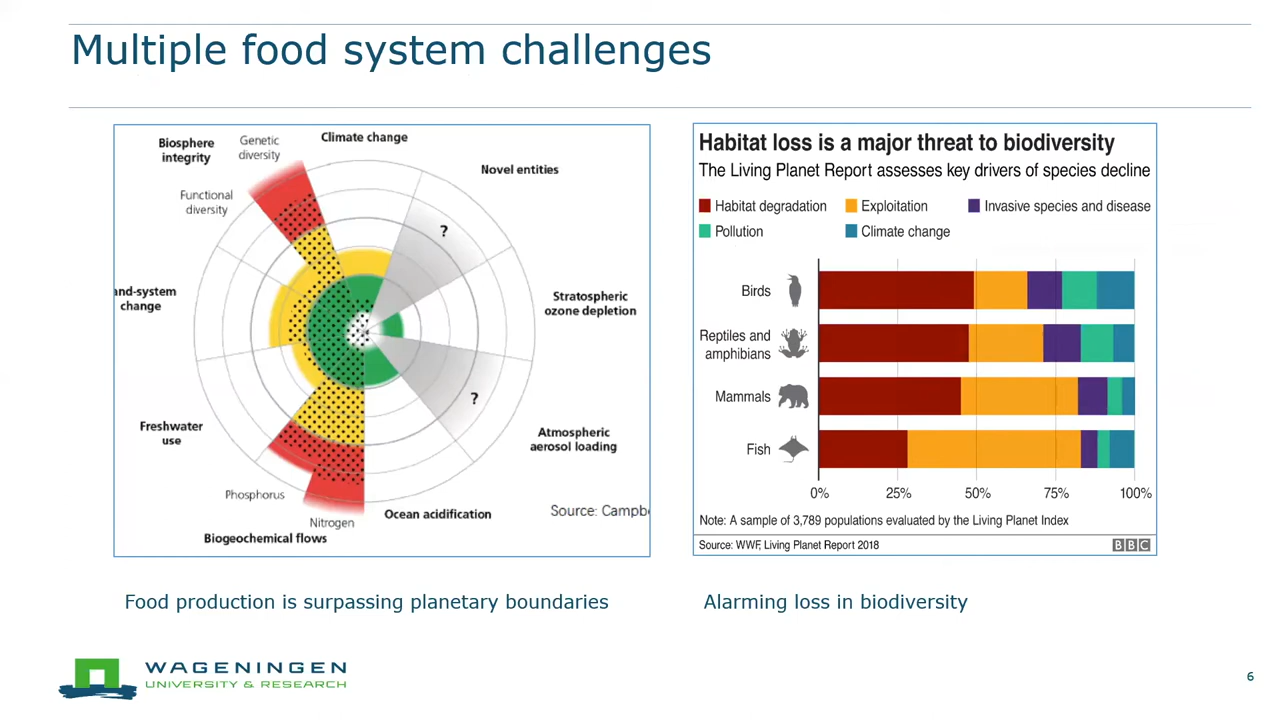 Multiple food system challenges
Biosphere
integrity
Genetic
diversity
Climate change
Novel entities
Functional
diversity
?
and-system
change
Stratospheric
ozone depletion
?
Freshwater
use
Atmospheric
aerosol loading
Phosphorus
Nitrogen
Ocean acidification
Biogeochemical flows
Source: Campb
Habitat loss is a major threat to biodiversity
The Living Planet Report assesses key drivers of species decline
Habitat degradation
Exploitation
Invasive species and disease
Pollution
Climate change
Birds
Reptiles and
amphibians
Mammals
Fish
0% 25% 50% 75% 100%
Note: A sample of 3,789 populations evaluated by the Living Planet Index
Source: WWF, Living Planet Report 2018
BBC
Food production is surpassing planetary boundaries
Alarming loss in biodiversity
WAGENINGEN
UNIVERSITY & RESEARCH
6